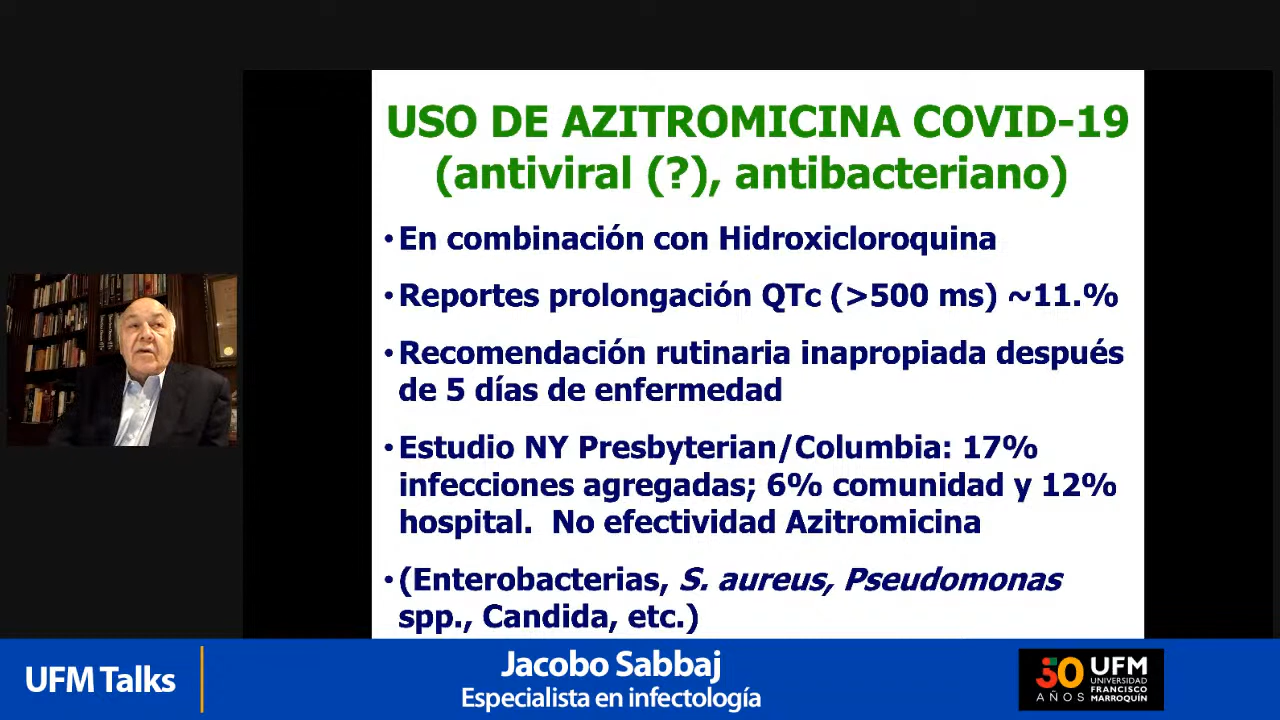 USO DE AZITROMICINA COVID-19
(antiviral (?), antibacteriano)
•En combinación con Hidroxicloroquina
•Reportes prolongación QTc (>500 ms) ~11.%
•Recomendación rutinaria inapropiada después
de 5 días de enfermedad
•Estudio NY Presbyterian/Columbia: 17%
infecciones agregadas; 6% comunidad y 12%
hospital.  No efectividad Azitromicina
•(Enterobacterias, S. aureus, Pseudomonas
spp., Candida, etc.)
UFM Talks
Jacobo Sabbaj
Especialista en infectología
50
AÑOS
UFM
UNIVERSIDAD
FRANCISCO
MARROQUÍN